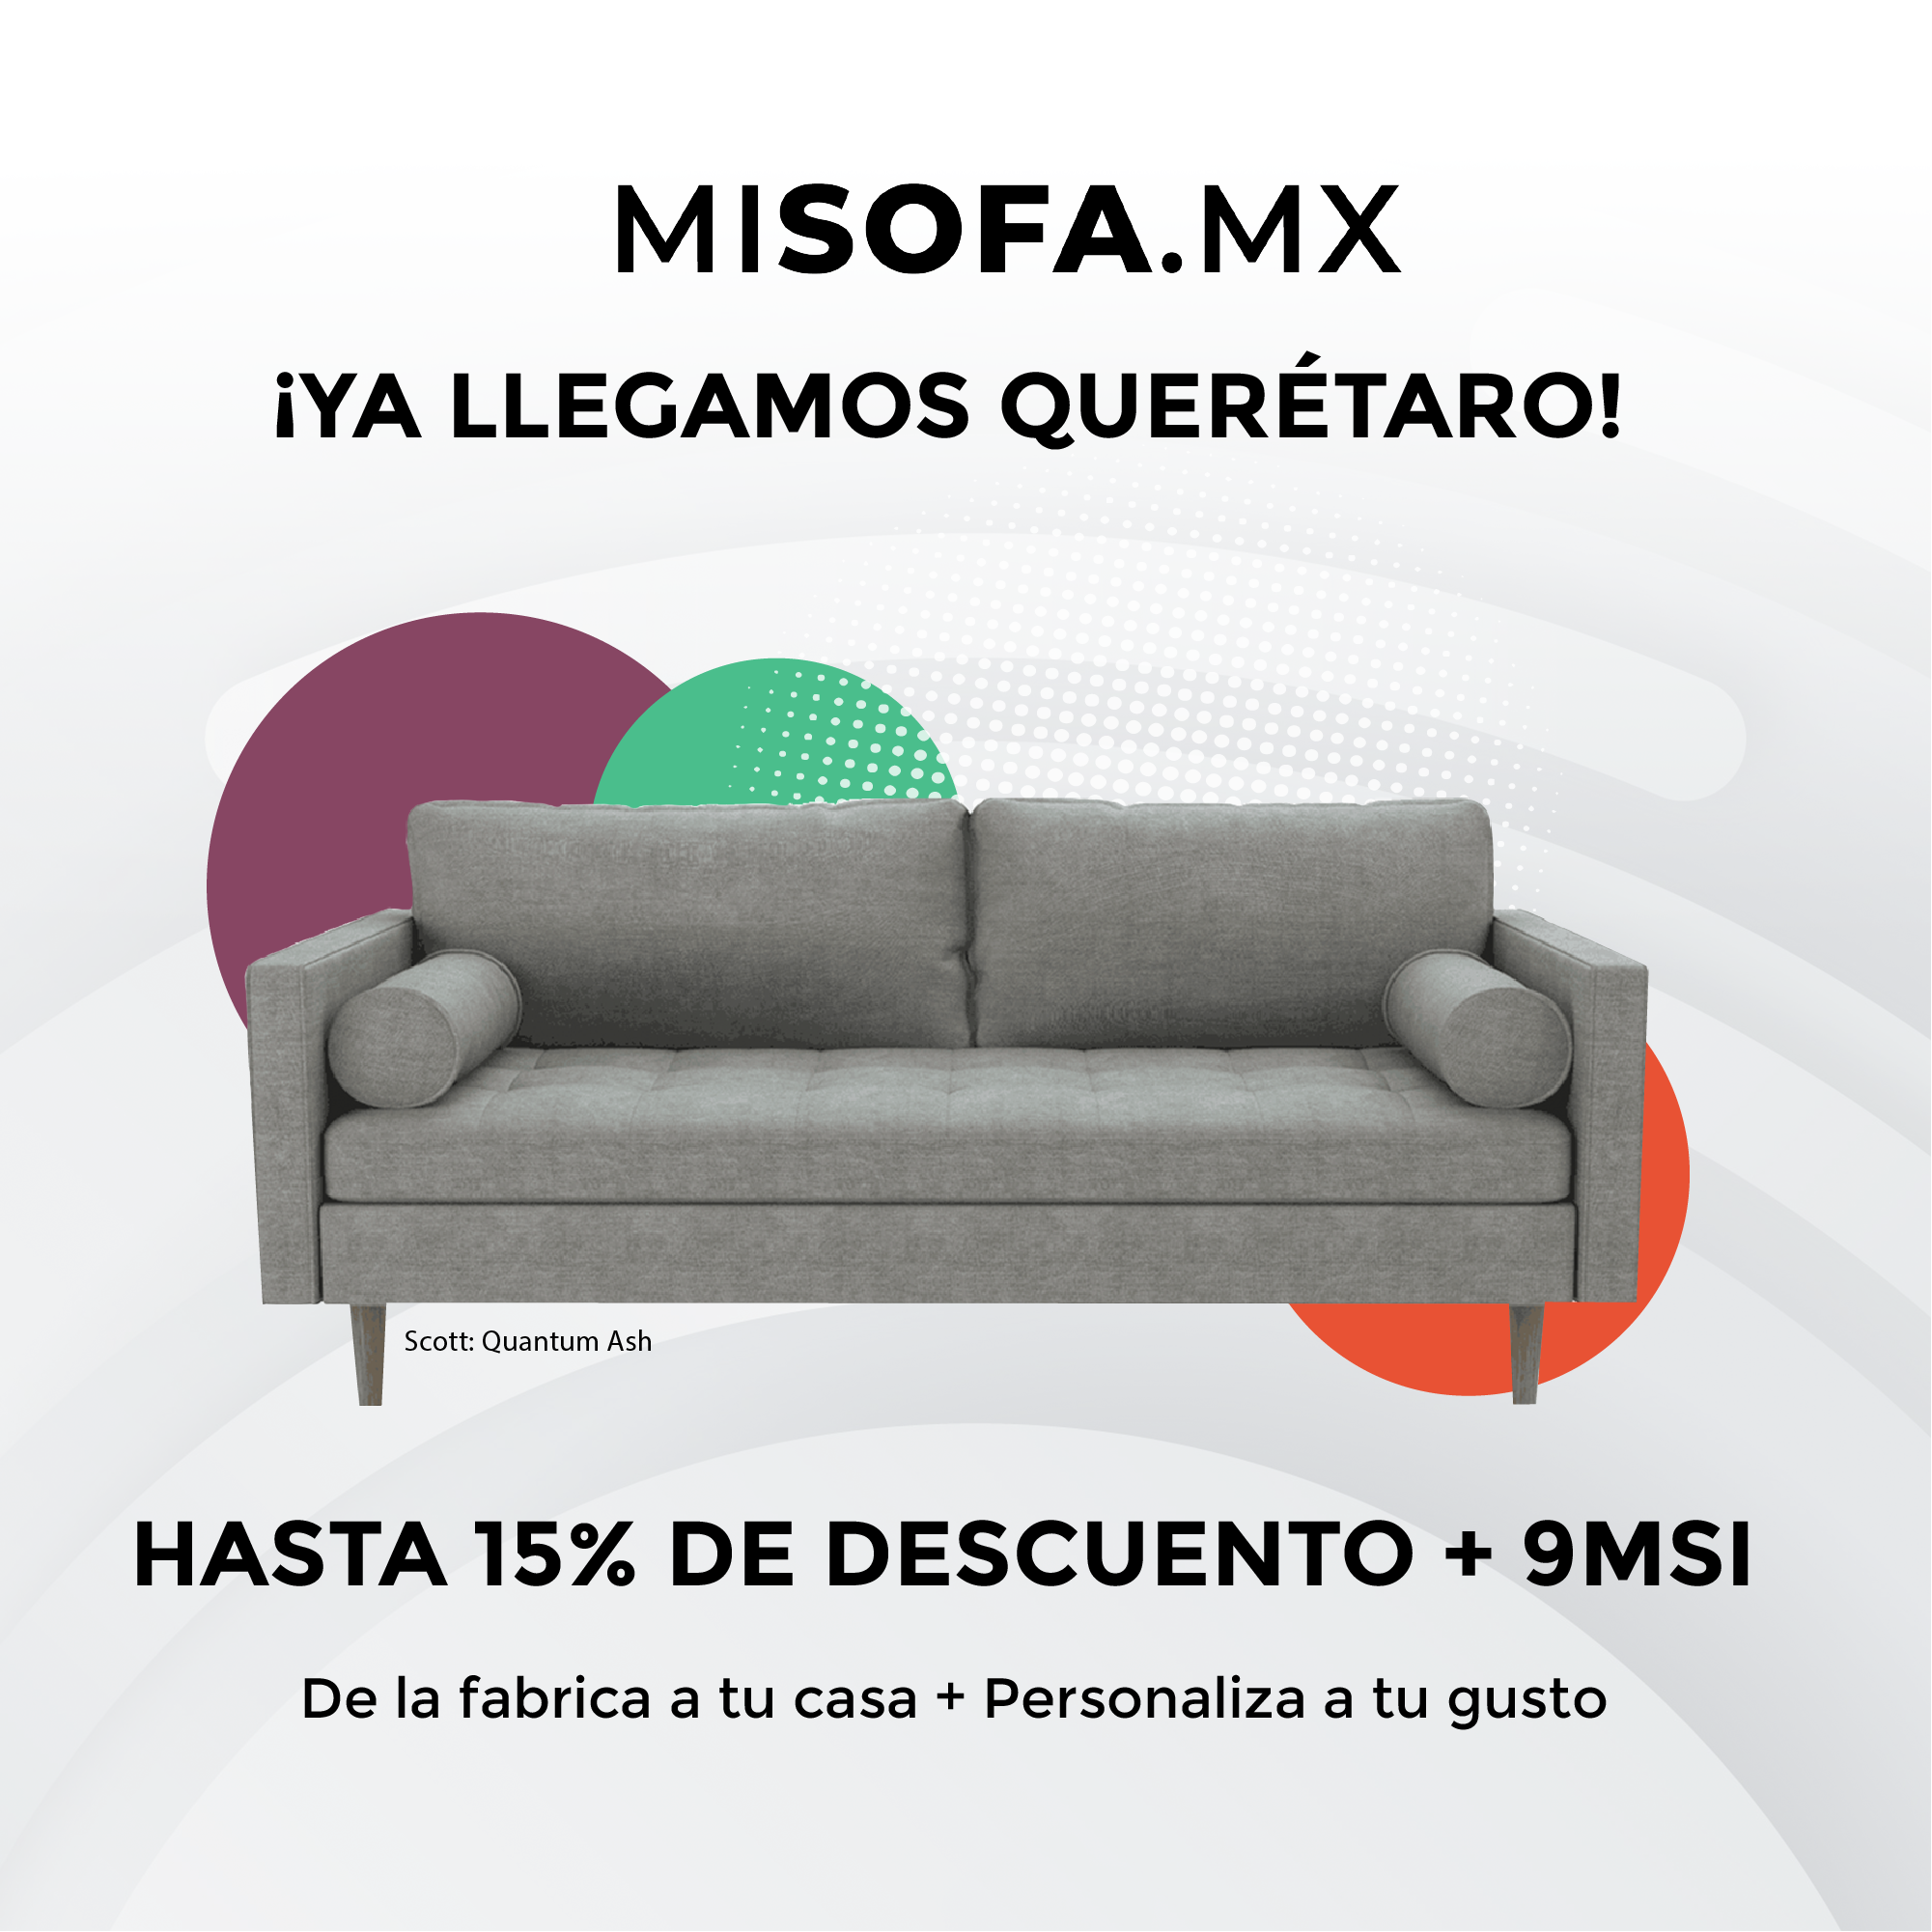 MISOFA.MX
¡YA LLEGAMOS QUERÉTARO!
Scott: Quantum Ash
HASTA 15% DE DESCUENTO + 9MSI
De la fabrica a tu casa + Personaliza a tu gusto